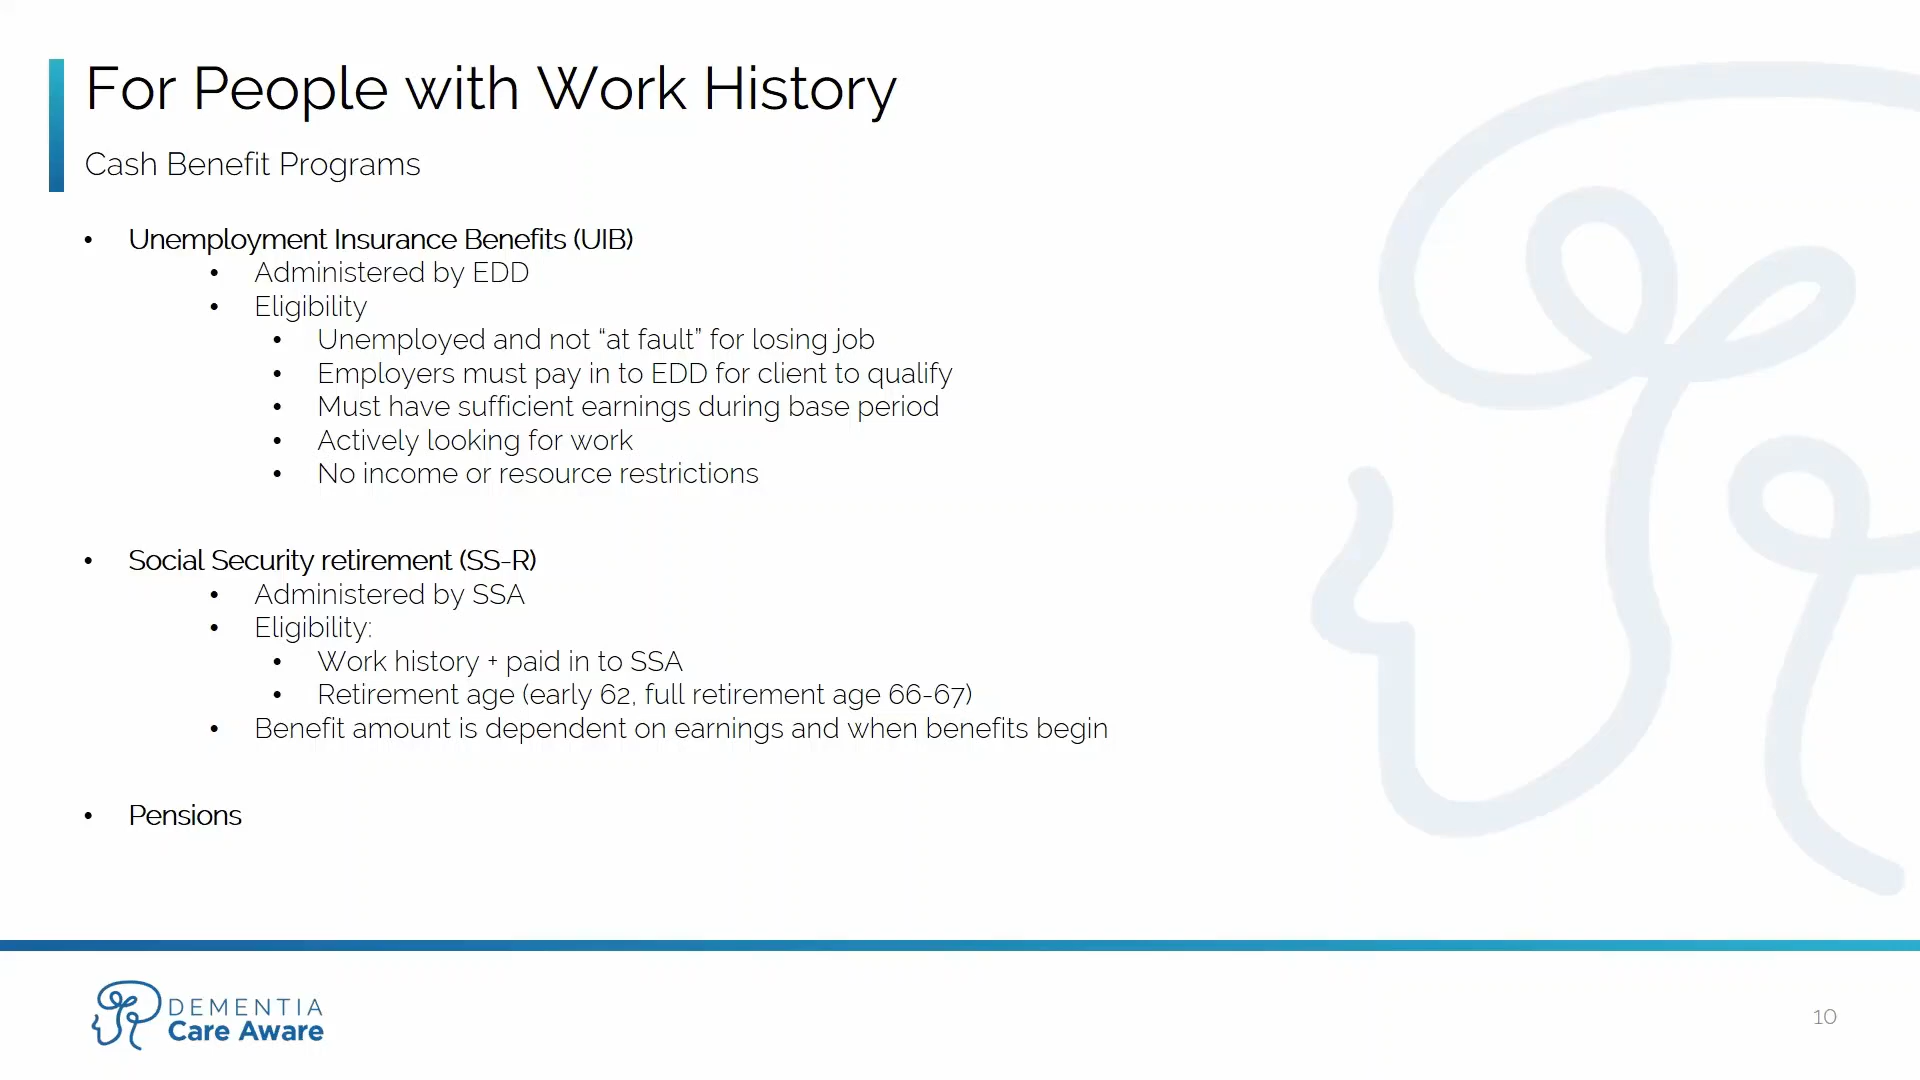 For People with Work History
Cash Benefit Programs
• Unemployment Insurance Benefits (UIB)
• Administered by EDD
• Eligibility
• Unemployed and not “at fault” for losing job
• Employers must pay in to EDD for client to qualify
• Must have sufficient earnings during base period
• Actively looking for work
• No income or resource restrictions
• Social Security retirement (SS-R)
• Administered by SSA
• Eligibility:
• Work history + paid in to SSA
• Retirement age (early 62, full retirement age 66-67)
• Benefit amount is dependent on earnings and when benefits begin
• Pensions
DEMENTIA
Care Aware
10